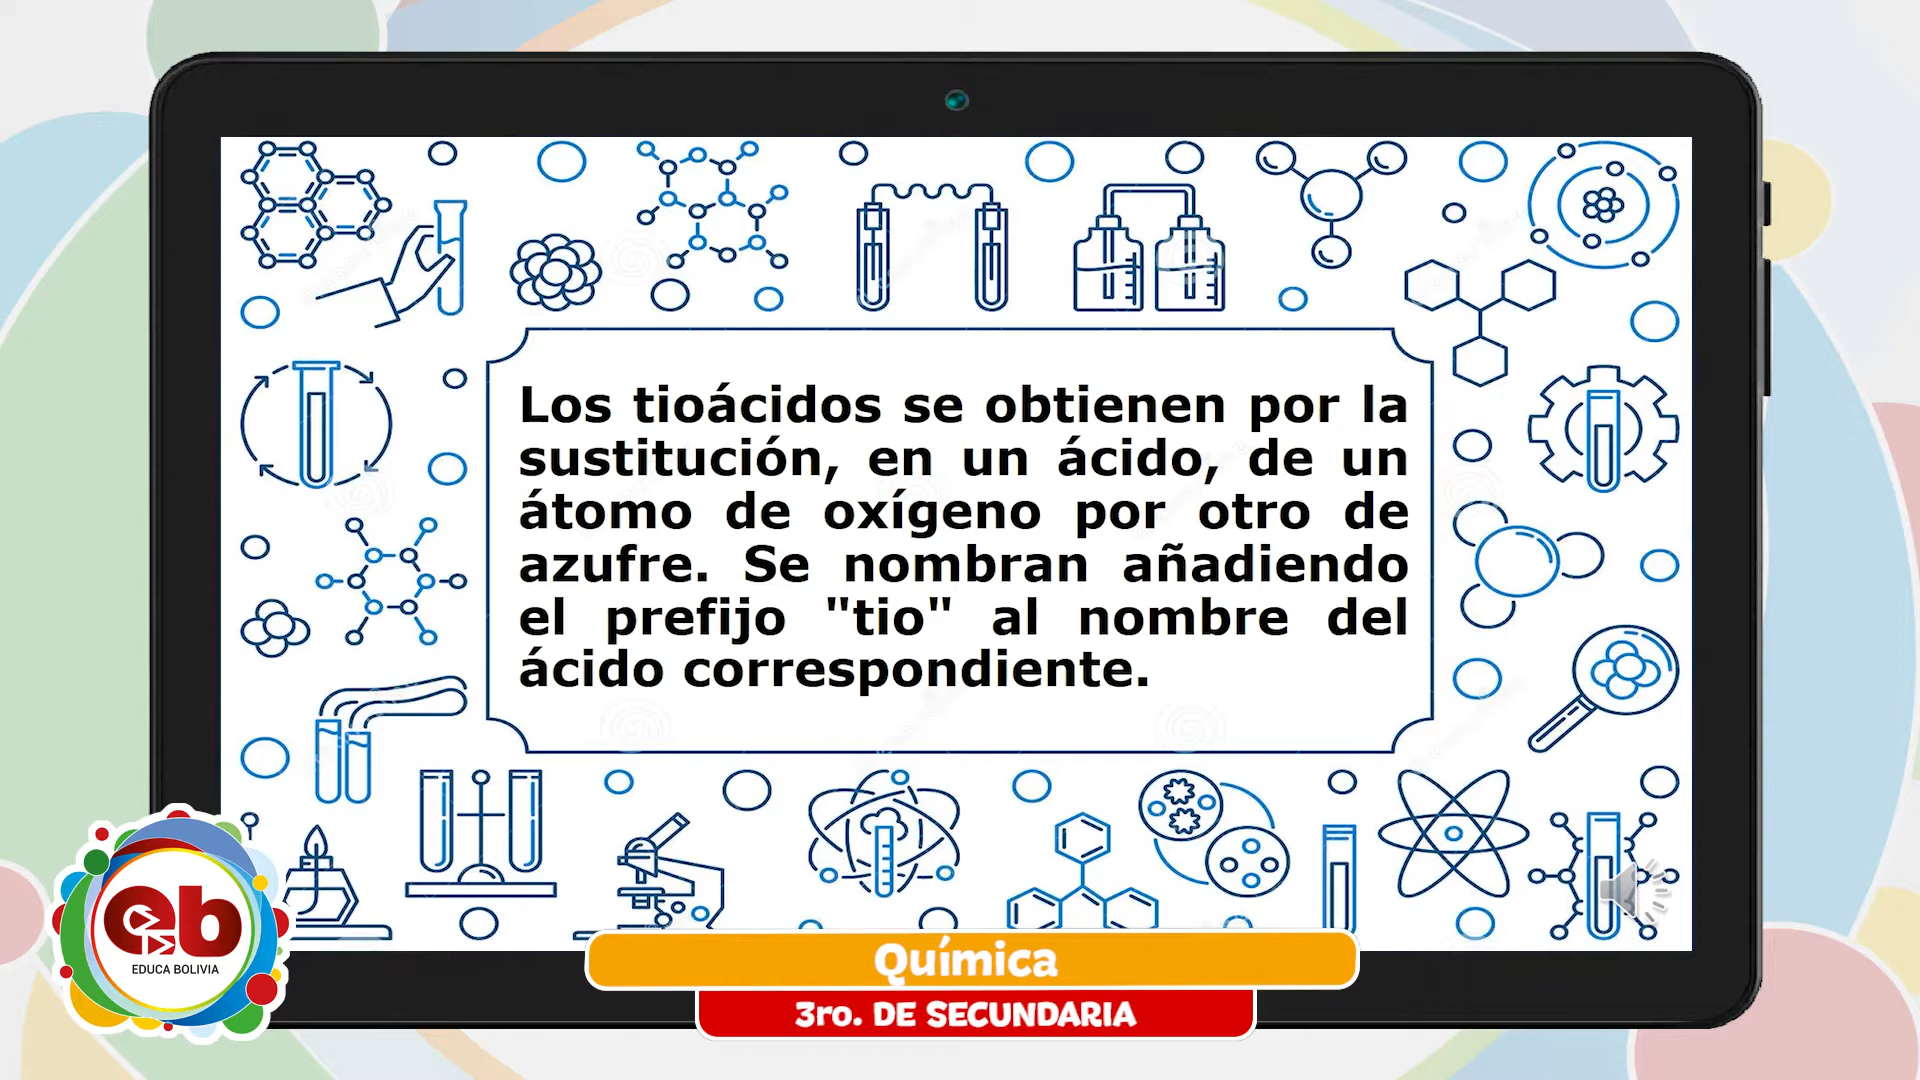 Los tioácidos se obtienen por la
sustitución, en un ácido, de un
átomo de oxígeno por otro de
azufre. Se nombran añadiendo
el prefijo "tio" al nombre del
ácido correspondiente.
eb
EDUCA BOLIVIA
Química
3ro. DE SECUNDARIA